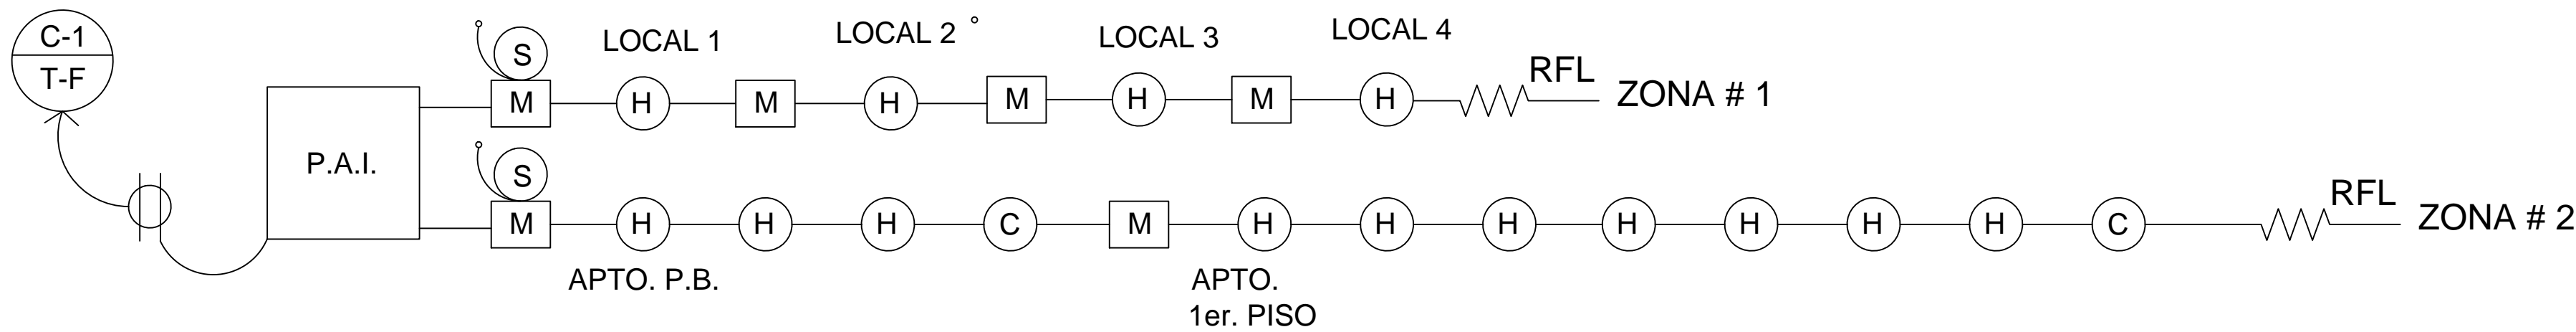 C-1
T-F
P.A.I.
S
LOCAL 1
LOCAL 2
LOCAL 3
LOCAL 4
M H M H M H M H RFL ZONA # 1
S
M H H H C M H H H H H H H C RFL ZONA # 2
APTO. P.B.
APTO.
1er. PISO